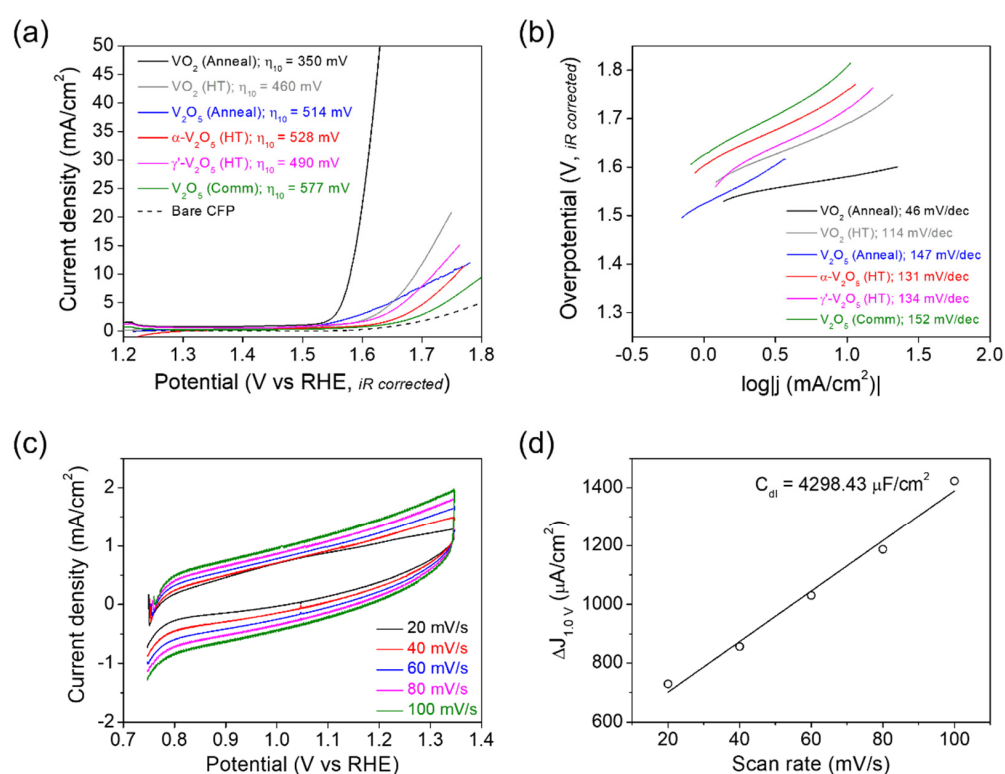 (a)
50
45
40
35
30
25
20
15
10
5
0
Current density (mA/cm²)
VO₂ (Anneal); η₁₀ = 350 mV
VO₂ (HT); η₁₀ = 460 mV
V₂O₅ (Anneal); η₁₀ = 514 mV
α-V₂O₅ (HT); η₁₀ = 528 mV
γ'-V₂O₅ (HT); η₁₀ = 490 mV
V₂O₅ (Comm); η₁₀ = 577 mV
Bare CFP
1.2 1.3 1.4 1.5 1.6 1.7 1.8
Potential (V vs RHE, iR corrected)
(b)
1.8
1.7
1.6
1.5
1.4
1.3
Overpotential (V, iR corrected)
VO₂ (Anneal); 46 mV/dec
VO₂ (HT); 114 mV/dec
V₂O₅ (Anneal); 147 mV/dec
α-V₂O₅ (HT); 131 mV/dec
γ'-V₂O₅ (HT); 134 mV/dec
V₂O₅ (Comm); 152 mV/dec
-0.5 0.0 0.5 1.0 1.5 2.0
log|j (mA/cm²)|
(c)
2
1
0
-1
-2
Current density (mA/cm²)
20 mV/s
40 mV/s
60 mV/s
80 mV/s
100 mV/s
0.7 0.8 0.9 1.0 1.1 1.2 1.3 1.4
Potential (V vs RHE)
(d)
1400
1200
1000
800
600
ΔJ₁.₀ ᵥ (μA/cm²)
C_dl = 4298.43 μF/cm²
20 40 60 80 100
Scan rate (mV/s)